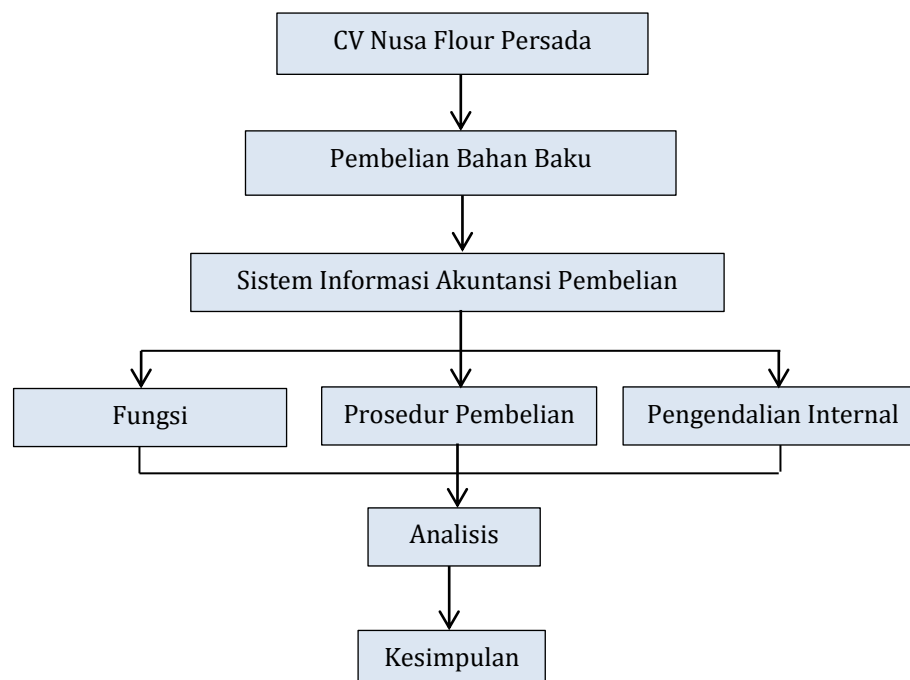 CV Nusa Flour Persada
Pembelian Bahan Baku
Sistem Informasi Akuntansi Pembelian
Fungsi
Prosedur Pembelian
Pengendalian Internal
Analisis
Kesimpulan